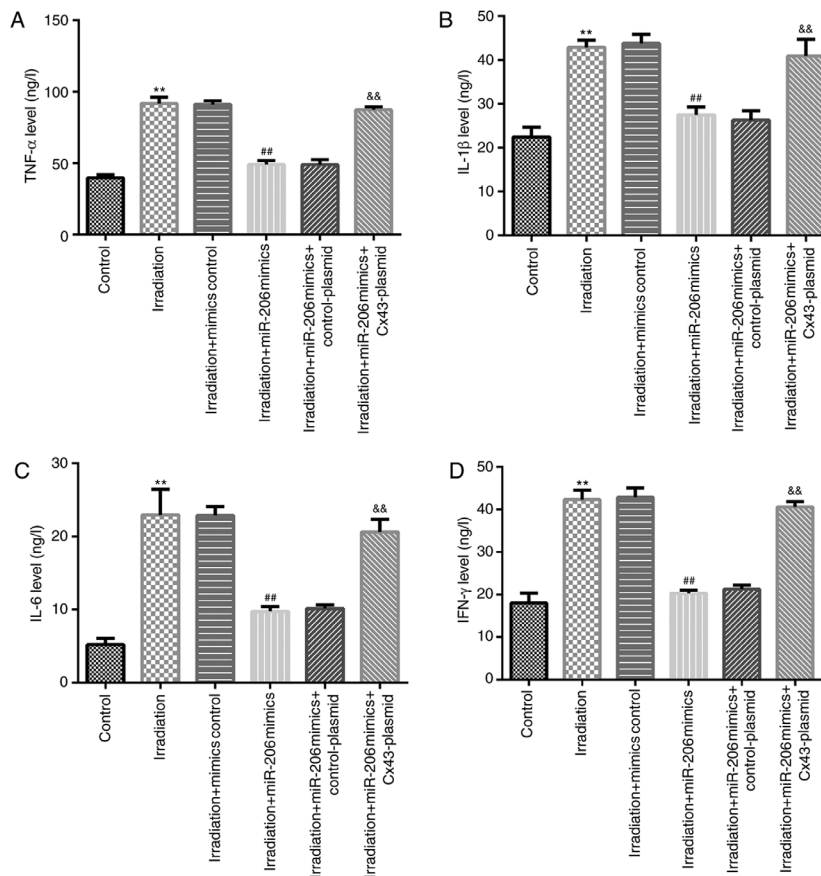 A
TNF-α level (ng/l)
150
100
50
0
**
##
&&
Control
Irradiation
Irradiation+mimics control
Irradiation+miR-206mimics
Irradiation+miR-206mimics+
control-plasmid
Irradiation+miR-206mimics+
Cx43-plasmid
B
IL-1β level (ng/l)
50
40
30
20
10
0
**
##
&&
Control
Irradiation
Irradiation+mimics control
Irradiation+miR-206mimics
Irradiation+miR-206mimics+
control-plasmid
Irradiation+miR-206mimics+
Cx43-plasmid
C
IL-6 level (ng/l)
30
20
10
0
**
##
&&
Control
Irradiation
Irradiation+mimics control
Irradiation+miR-206mimics
Irradiation+miR-206mimics+
control-plasmid
Irradiation+miR-206mimics+
Cx43-plasmid
D
IFN-γ level (ng/l)
50
40
30
20
10
0
**
##
&&
Control
Irradiation
Irradiation+mimics control
Irradiation+miR-206mimics
Irradiation+miR-206mimics+
control-plasmid
Irradiation+miR-206mimics+
Cx43-plasmid